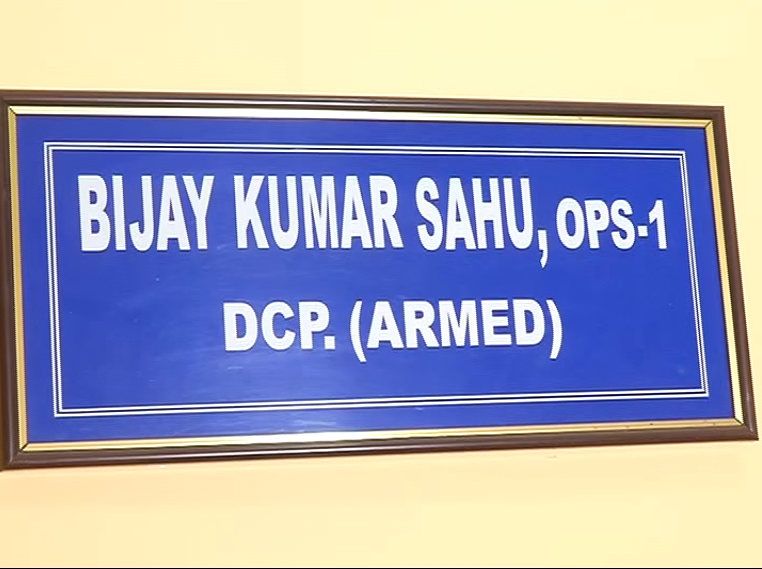 BIJAY KUMAR SAHU, OPS-1
DCP. (ARMED)